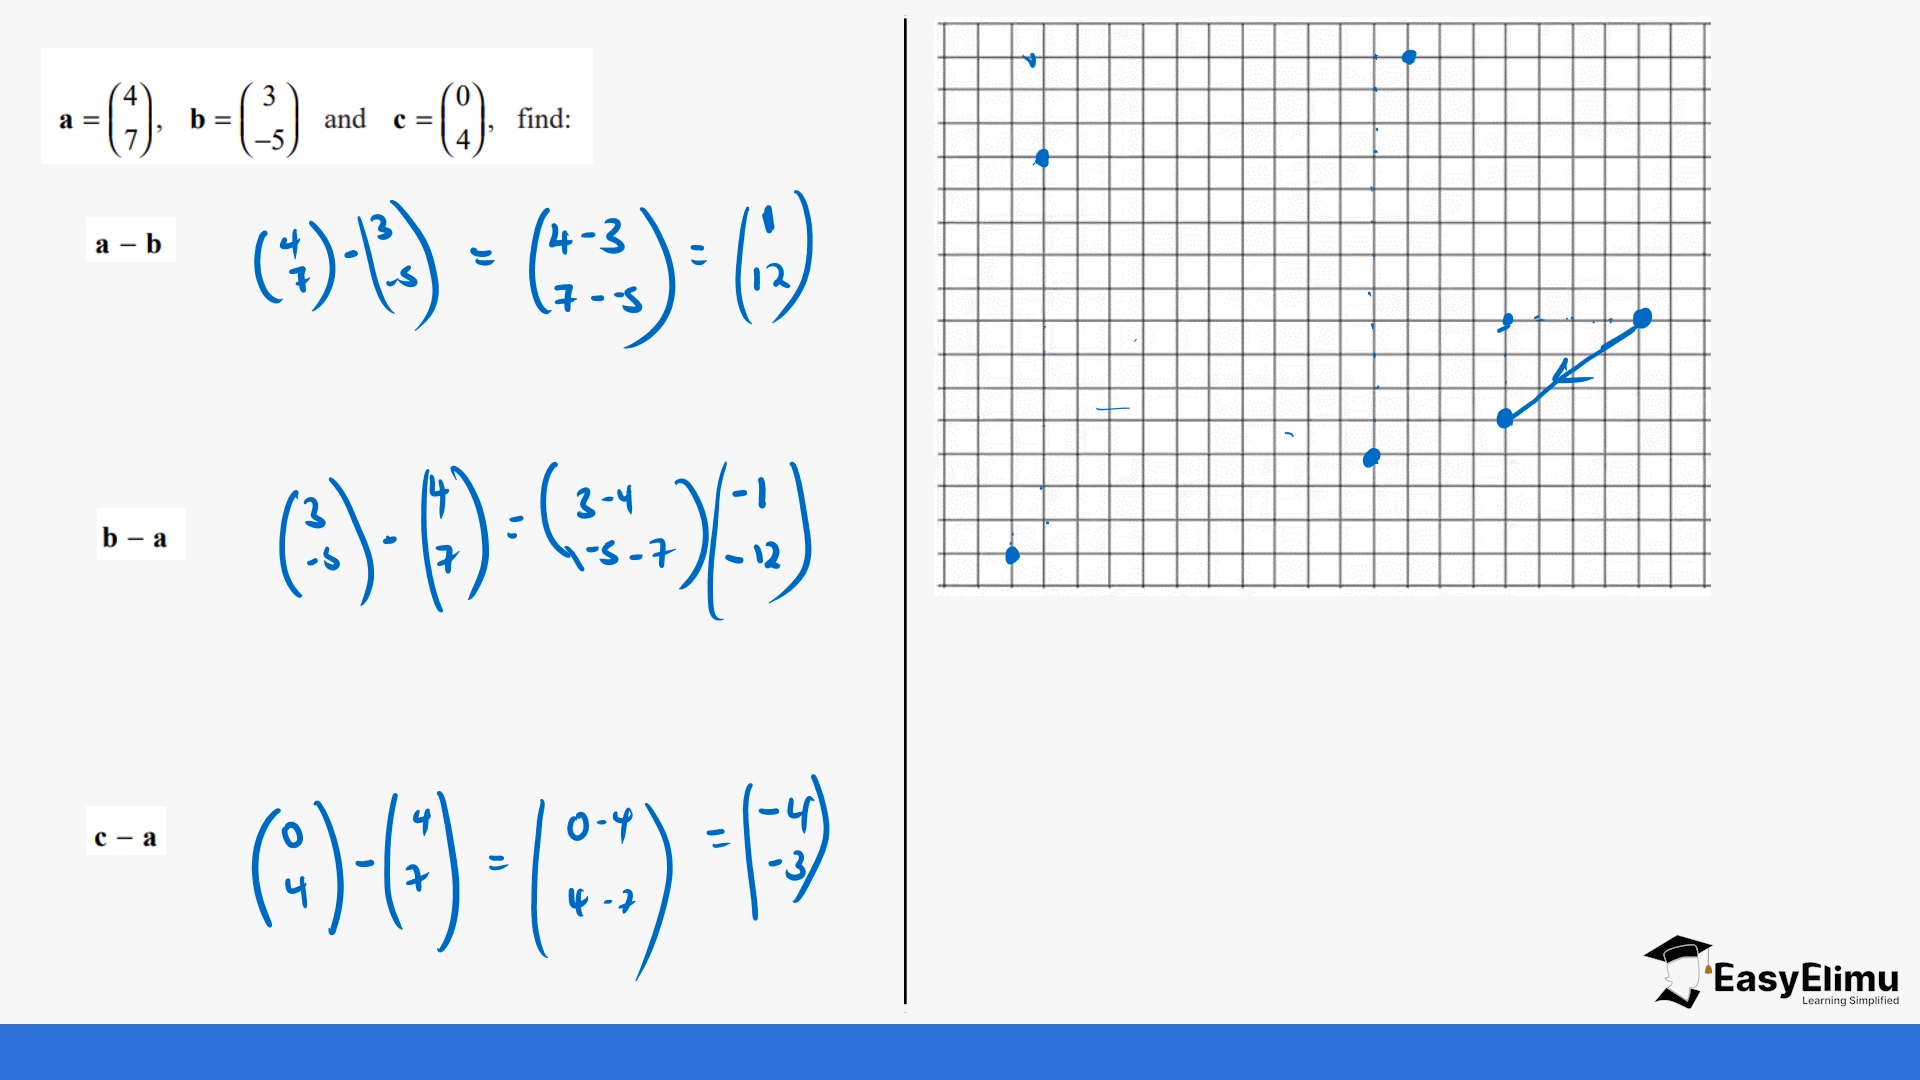 a = (4 7), b = (3 –5) and c = (0 4), find:
a – b
(4 7) - (3 -5) = (4-3 7--5) = (1 12)
b – a
(3 -5) - (4 7) = (3-4 -5-7) (-1 -12)
c – a
(0 4) - (4 7) = (0-4 4-7) = (-4 -3)
EasyElimu
Learning Simplified